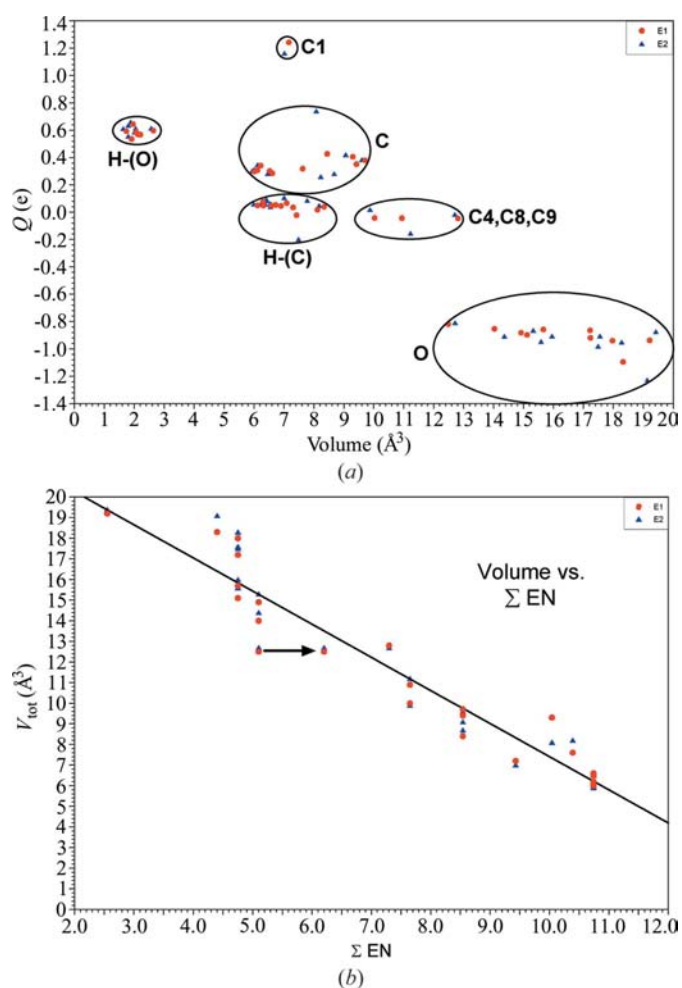 1.4
1.2
1.0
0.8
0.6
0.4
0.2
0.0
-0.2
-0.4
-0.6
-0.8
-1.0
-1.2
-1.4
Q (e)
E1
E2
C1
H-(O)
C
H-(C)
C4,C8,C9
O
0 1 2 3 4 5 6 7 8 9 10 11 12 13 14 15 16 17 18 19 20
Volume (Å³)
(a)
20
19
18
17
16
15
14
13
12
11
10
9
8
7
6
5
4
3
2
1
0
Vtot (Å³)
E1
E2
Volume vs.
Σ EN
2.0 3.0 4.0 5.0 6.0 7.0 8.0 9.0 10.0 11.0 12.0
Σ EN
(b)